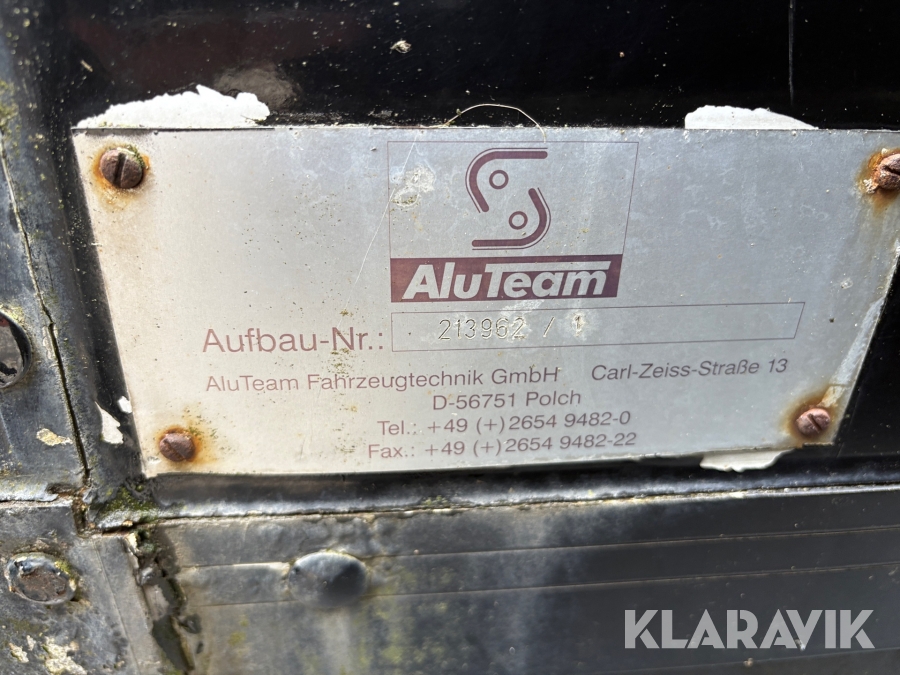 AluTeam
Aufbau-Nr.: 213962 / 1
AluTeam Fahrzeugtechnik GmbH Carl-Zeiss-Straße 13
D-56751 Polch
Tel.: +49 (+)2654 9482-0
Fax.: +49 (+)2654 9482-22
KLARAVIK